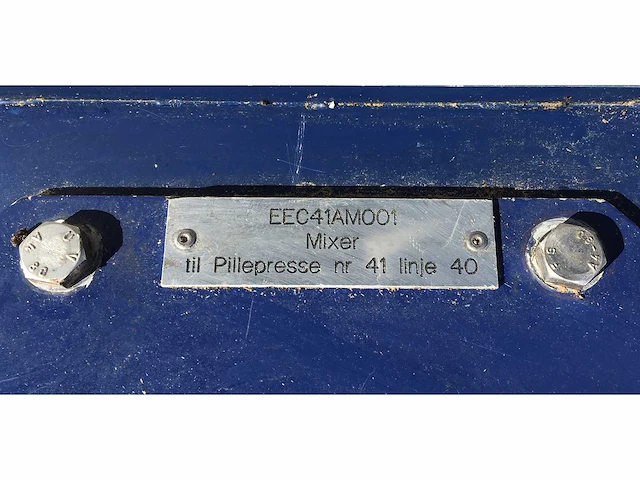 EEC41AM001
Mixer
til Pillepresse nr 41 linje 40